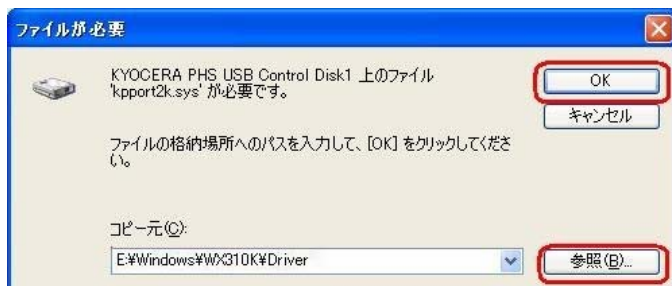 ファイルが必要
KYOCERA PHS USB Control Disk1 上のファイル
'kpport2k.sys' が必要です。
OK
キャンセル
ファイルの格納場所へのパスを入力して、[OK] をクリックしてくださ
い。
コピー元(C):
E:¥Windows¥WX310K¥Driver
参照(B)...